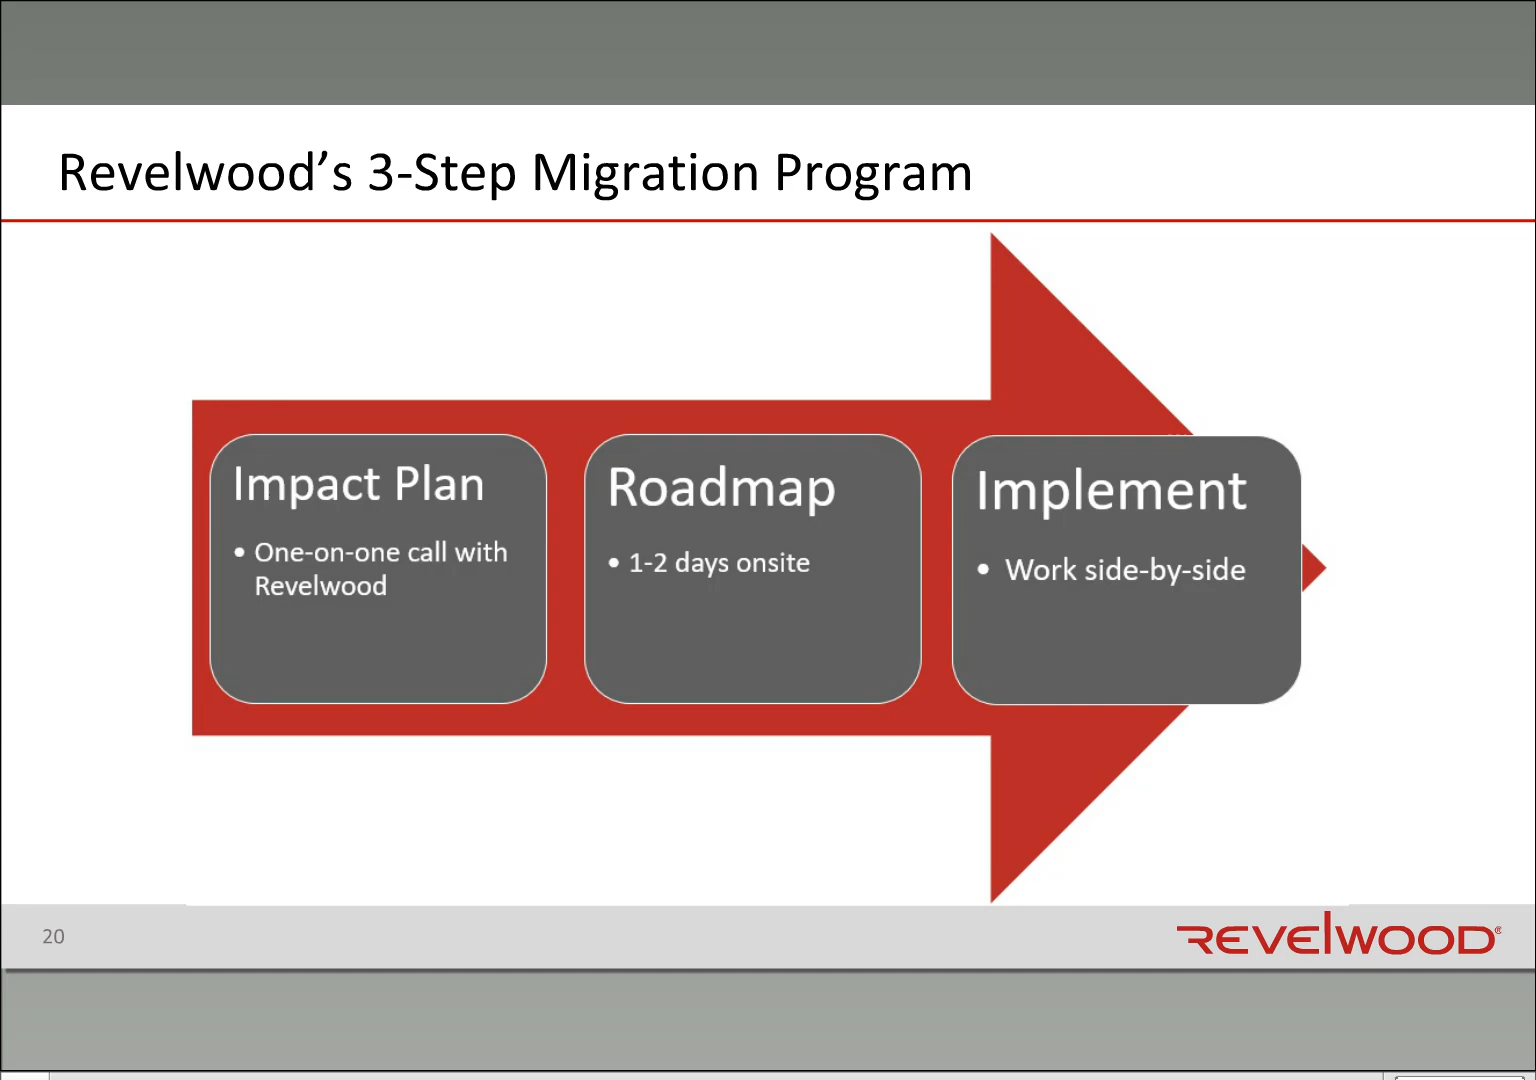 Revelwood’s 3-Step Migration Program
Impact Plan
• One-on-one call with
Revelwood
Roadmap
• 1-2 days onsite
Implement
• Work side-by-side
20
REVELWOOD®